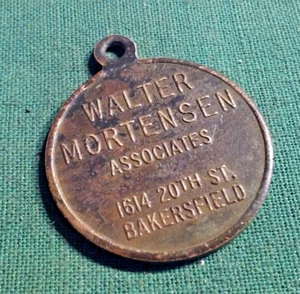 WALTER
MORTENSEN
ASSOCIATES
1614 20TH ST.
BAKERSFIELD